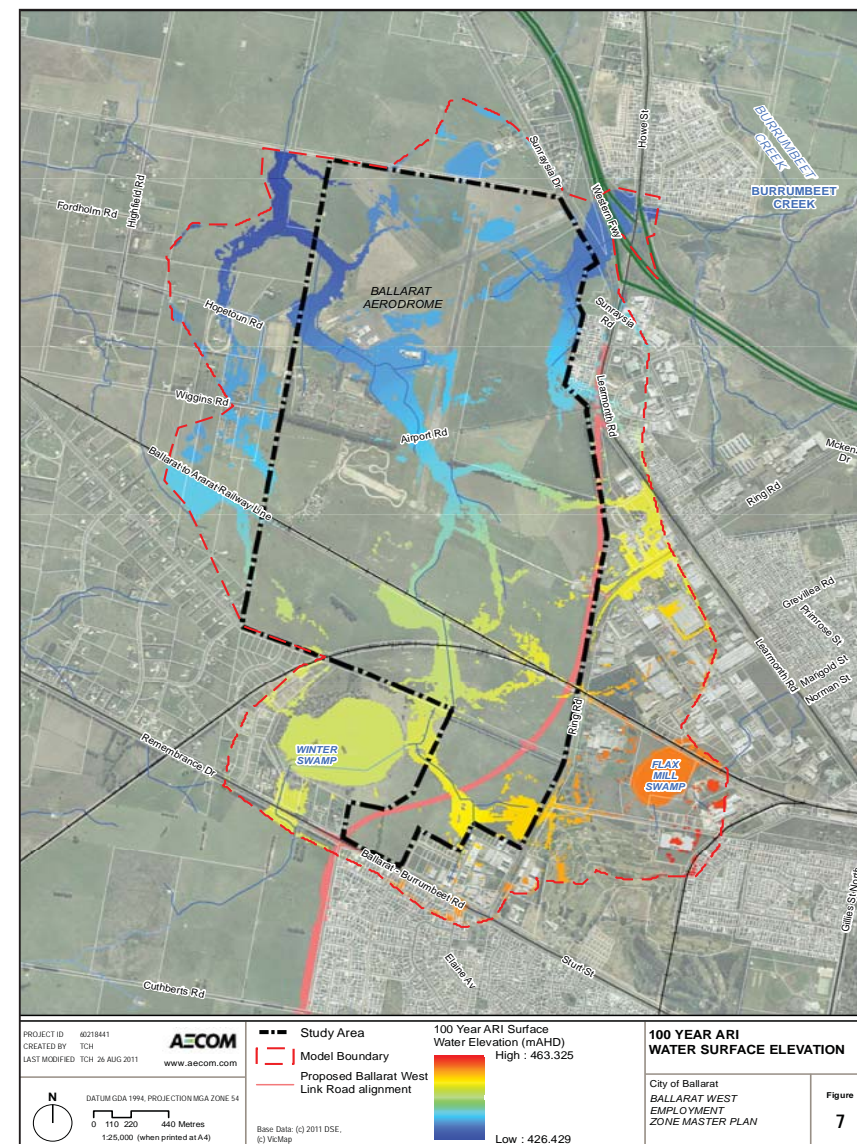 BURRUMBEET
CREEK
BURRUMBEET
CREEK
Howe St
Sunraysia Dr
Western Fwy
Highfield Rd
Fordholm Rd
BALLARAT
AERODROME
Hopetoun Rd
Sunraysia
Rd
Wiggins Rd
Learmonth Rd
Airport Rd
Ballarat to Ararat Railway Line
Ring Rd
Grevillea Rd
Primrose St
Learmonth Rd
Marigold St
Norman St
Ring Rd
Remembrance Dr
WINTER
SWAMP
FLAX
MILL
SWAMP
Ballarat - Burrumbeet Rd
Elaine Av
Sturt St
Cuthberts Rd
PROJECT ID 60218441
CREATED BY TCH
LAST MODIFIED TCH 26 AUG 2011
AECOM
www.aecom.com
N
DATUM GDA 1994, PROJECTION MGA ZONE 54
0 110 220 440 Metres
1:25,000 (when printed at A4)
Study Area
Model Boundary
Proposed Ballarat West
Link Road alignment
Base Data: (c) 2011 DSE,
(c) VicMap
100 Year ARI Surface
Water Elevation (mAHD)
High : 463.325
Low : 426.429
100 YEAR ARI
WATER SURFACE ELEVATION
City of Ballarat
BALLARAT WEST
EMPLOYMENT
ZONE MASTER PLAN
Figure
7